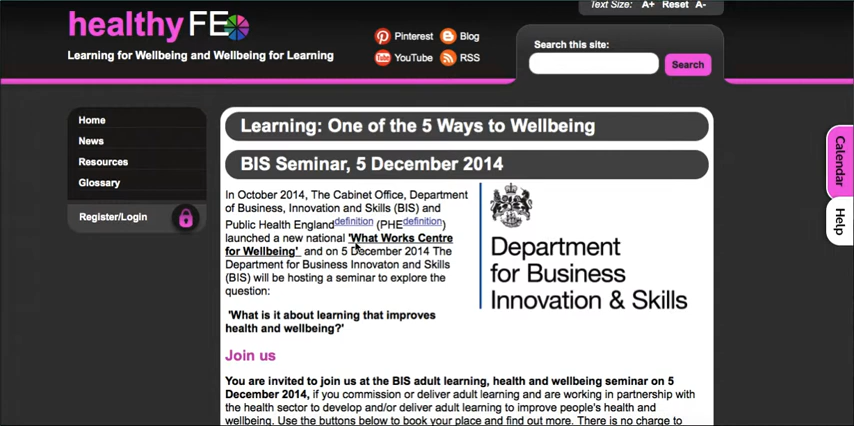 healthy FE
Learning for Wellbeing and Wellbeing for Learning
Pinterest
Blog
You Tube YouTube
RSS
Text Size: A+ Reset A-
Search this site:
Search
Home
News
Resources
Glossary
Register/Login
Calendar
Help
Learning: One of the 5 Ways to Wellbeing
BIS Seminar, 5 December 2014
In October 2014, The Cabinet Office, Department
of Business, Innovation and Skills (BIS) and
Public Health Englanddefinition (PHEdefinition)
launched a new national 'What Works Centre
for Wellbeing' and on 5 December 2014 The
Department for Business Innovaton and Skills
(BIS) will be hosting a seminar to explore the
question:
'What is it about learning that improves
health and wellbeing?'
Department
for Business
Innovation & Skills
Join us
You are invited to join us at the BIS adult learning, health and wellbeing seminar on 5
December 2014, if you commission or deliver adult learning and are working in partnership with
the health sector to develop and/or deliver adult learning to improve people's health and
wellbeing. Use the buttons below to book your place and find out more. There is no charge to